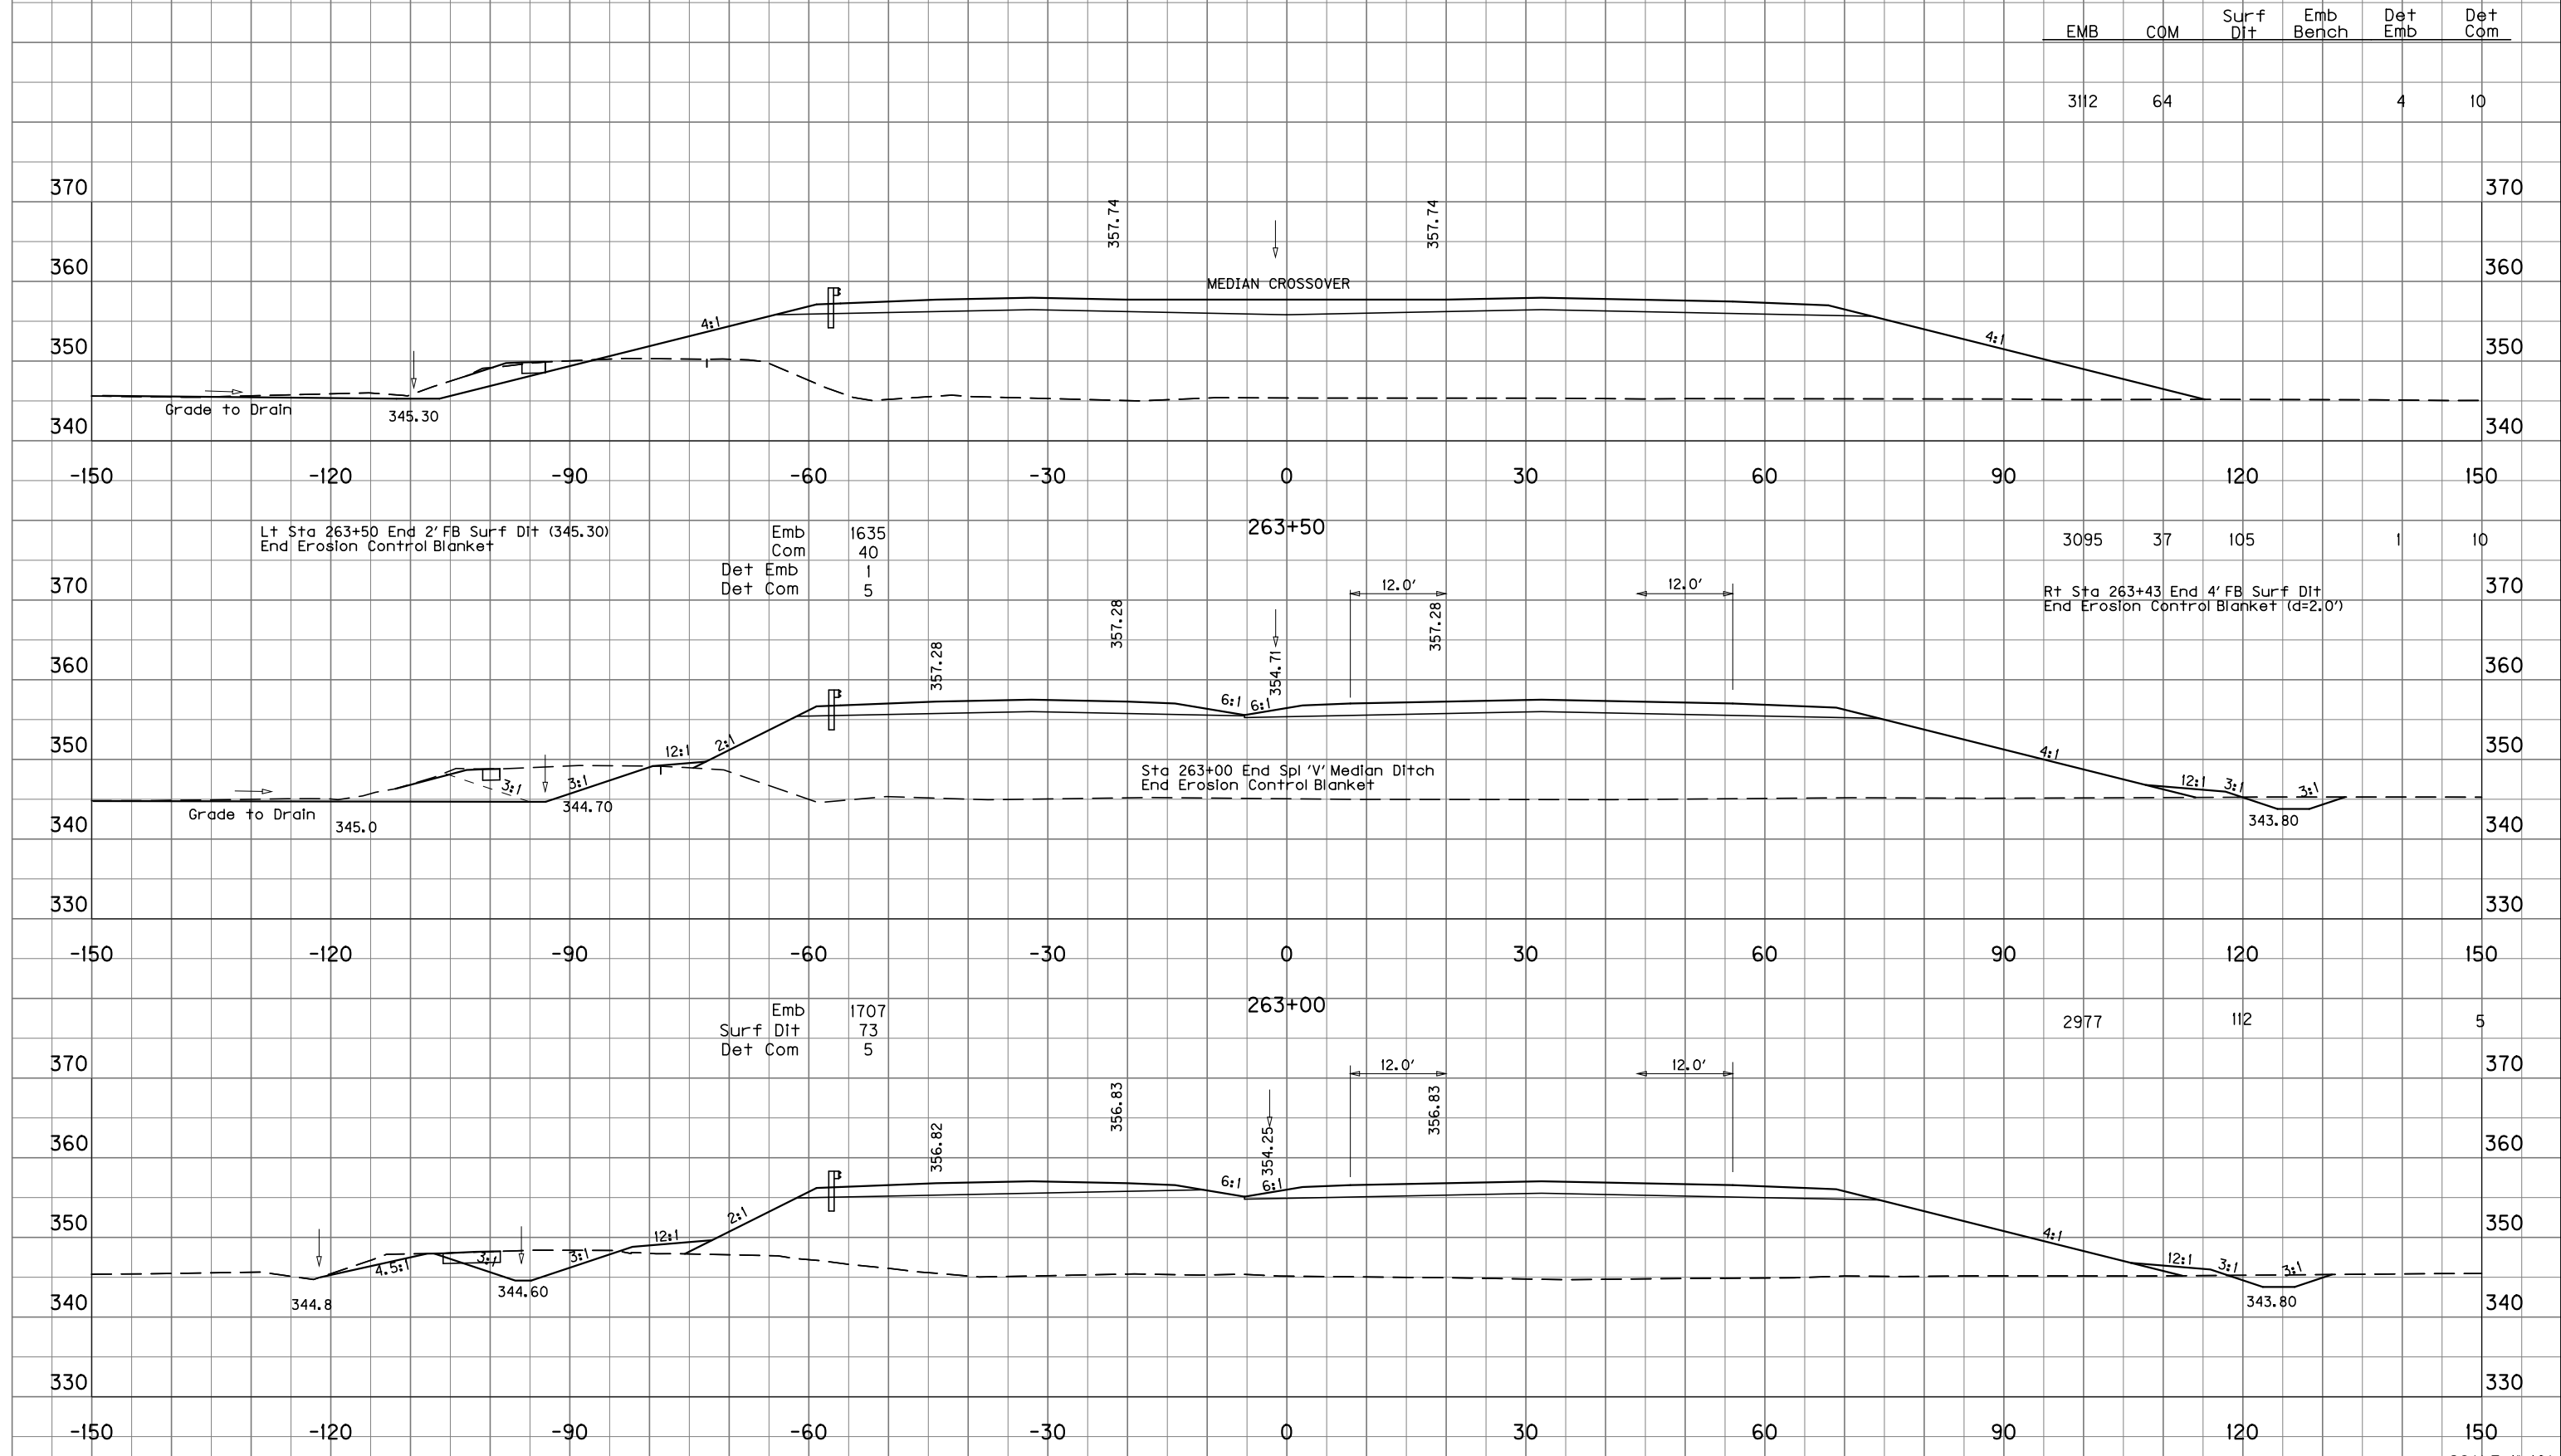 Surf Emb Det Det
EMB COM Dit Bench Emb Com
3112 64 4 10
370 370
357.74 357.74
360 360
MEDIAN CROSSOVER
350 4:1 4:1 350
Grade to Drain 345.30
340 340
-150 -120 -90 -60 -30 0 30 60 90 120 150
Lt Sta 263+50 End 2' FB Surf Dit (345.30)
End Erosion Control Blanket
Emb 1635
Com 40
Det Emb 1
Det Com 5
263+50
3095 37 105 1 10
370 12.0' 12.0' 370
Rt Sta 263+43 End 4' FB Surf Dit
End Erosion Control Blanket (d=2.0')
357.28 357.28 354.71 357.28
360 360
6:1 6:1
350 12:1 2:1 4:1 350
Sta 263+00 End Spl 'V' Median Ditch
End Erosion Control Blanket
3:1 3:1 12:1 3:1 3:1
344.70
Grade to Drain 345.0 343.80
340 340
330 330
-150 -120 -90 -60 -30 0 30 60 90 120 150
Emb 1707
Surf Dit 73
Det Com 5
263+00
2977 112 5
370 12.0' 12.0' 370
356.82 356.83 354.25 356.83
360 360
6:1 6:1
350 12:1 2:1 4:1 350
4.5:1 3:1 3:1 12:1 3:1 3:1
344.8 344.60 343.80
340 340
330 330
-150 -120 -90 -60 -30 0 30 60 90 120 150